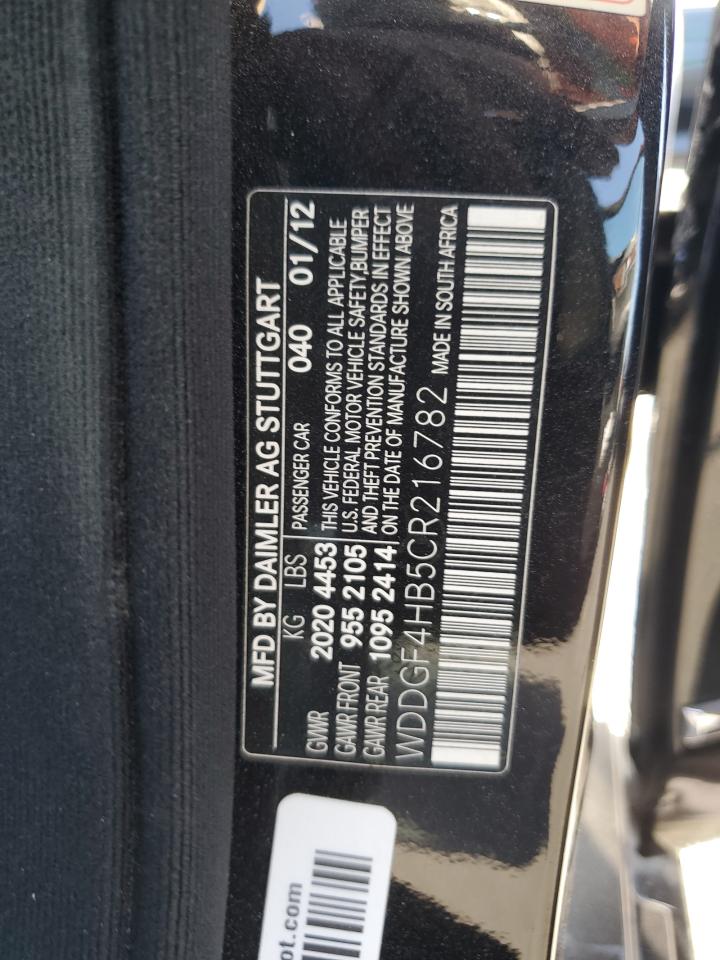 MFD BY DAIMLER AG STUTTGART
KG LBS PASSENGER CAR 040 01/12
GVWR 2020 4453 THIS VEHICLE CONFORMS TO ALL APPLICABLE
GAWR FRONT 955 2105 U.S. FEDERAL MOTOR VEHICLE SAFETY,BUMPER
GAWR REAR 1095 2414 AND THEFT PREVENTION STANDARDS IN EFFECT
ON THE DATE OF MANUFACTURE SHOWN ABOVE
WDDGF4HB5CR216782 MADE IN SOUTH AFRICA
ot.com